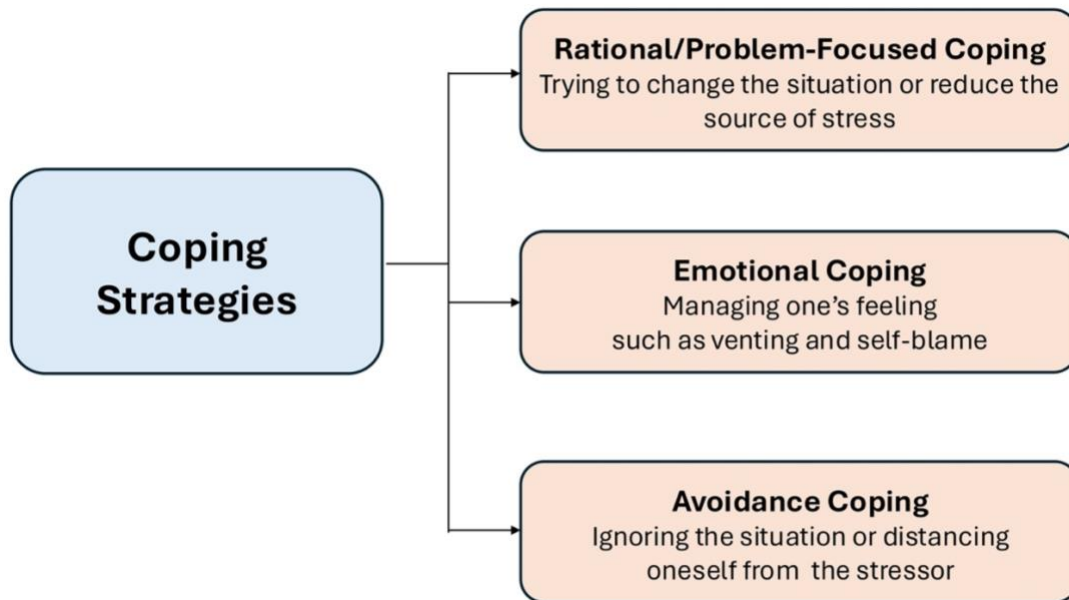 Coping
Strategies
Rational/Problem-Focused Coping
Trying to change the situation or reduce the
source of stress
Emotional Coping
Managing one’s feeling
such as venting and self-blame
Avoidance Coping
Ignoring the situation or distancing
oneself from the stressor